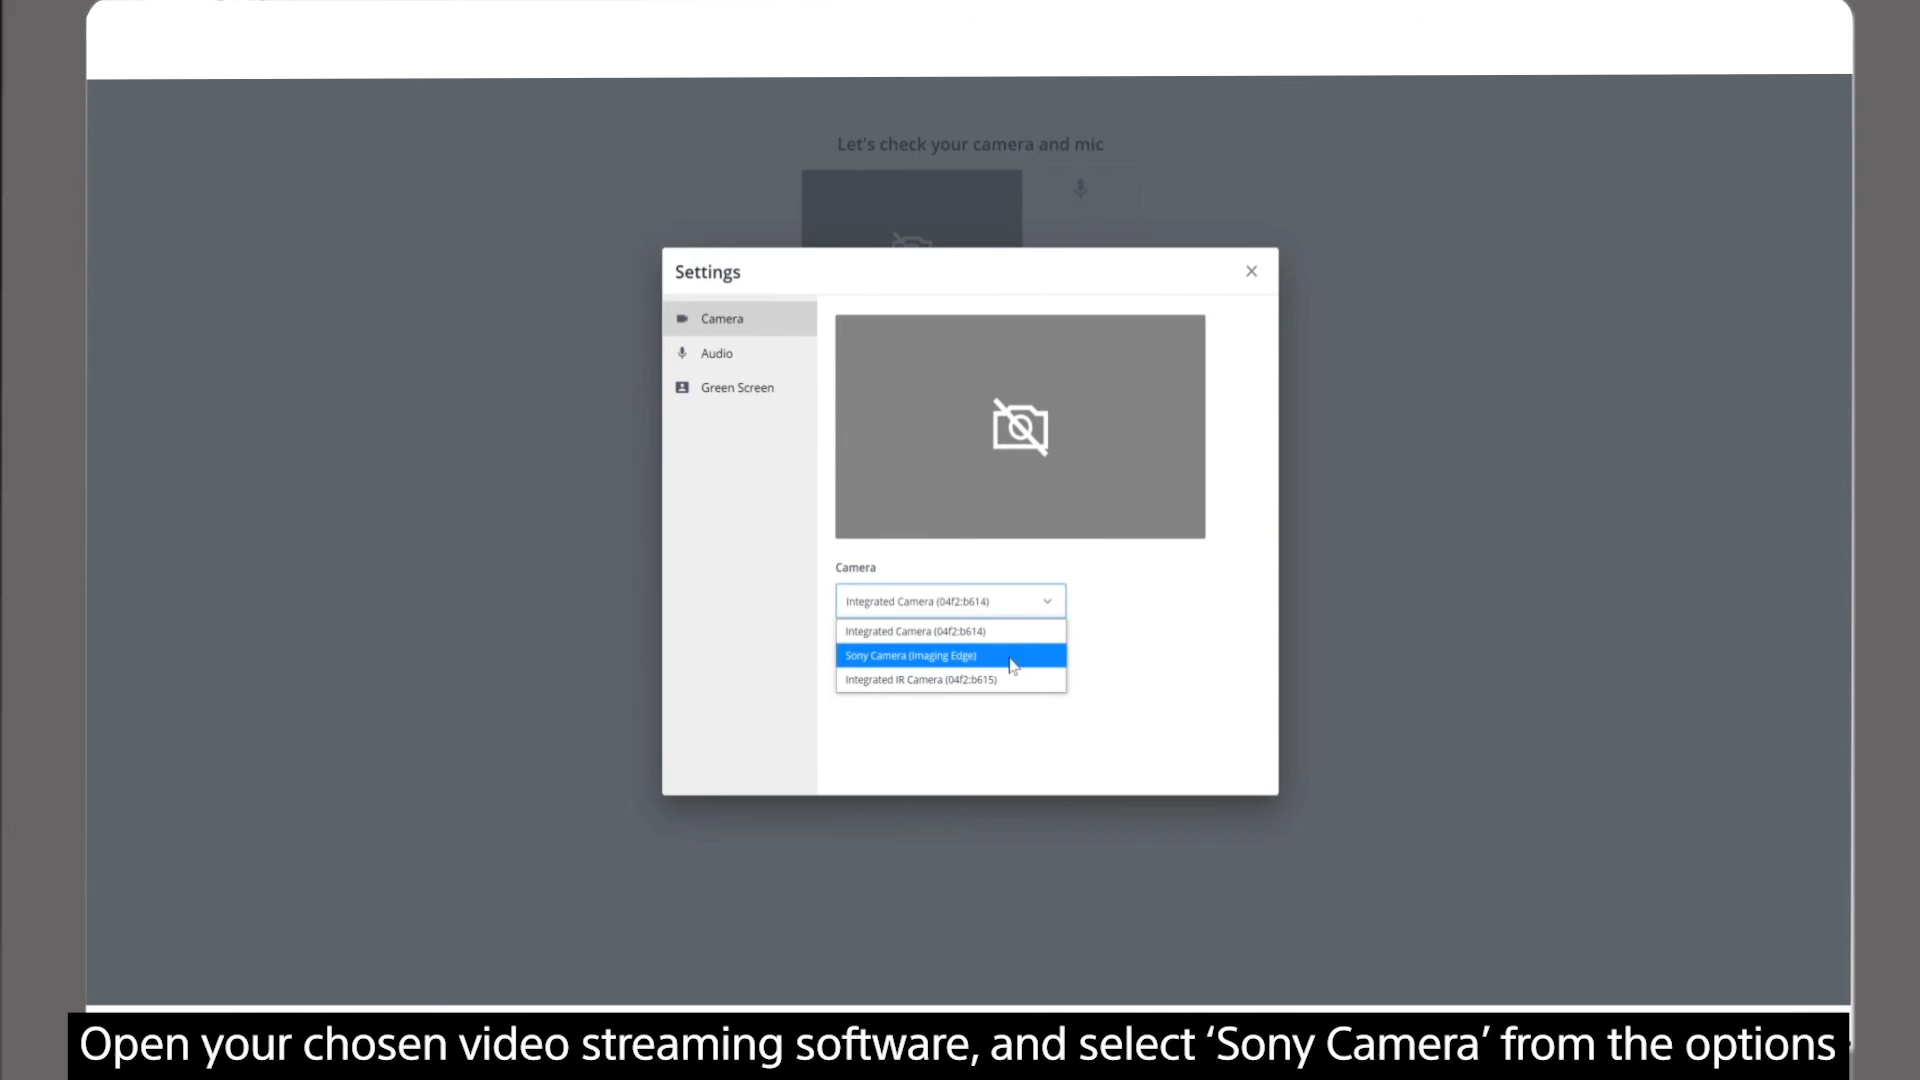 Let's check your camera and mic
Settings
Camera
Audio
Green Screen
Camera
Integrated Camera (04f2:b614)
Integrated Camera (04f2:b614)
Sony Camera (Imaging Edge)
Integrated IR Camera (04f2:b615)
Open your chosen video streaming software, and select ‘Sony Camera’ from the options